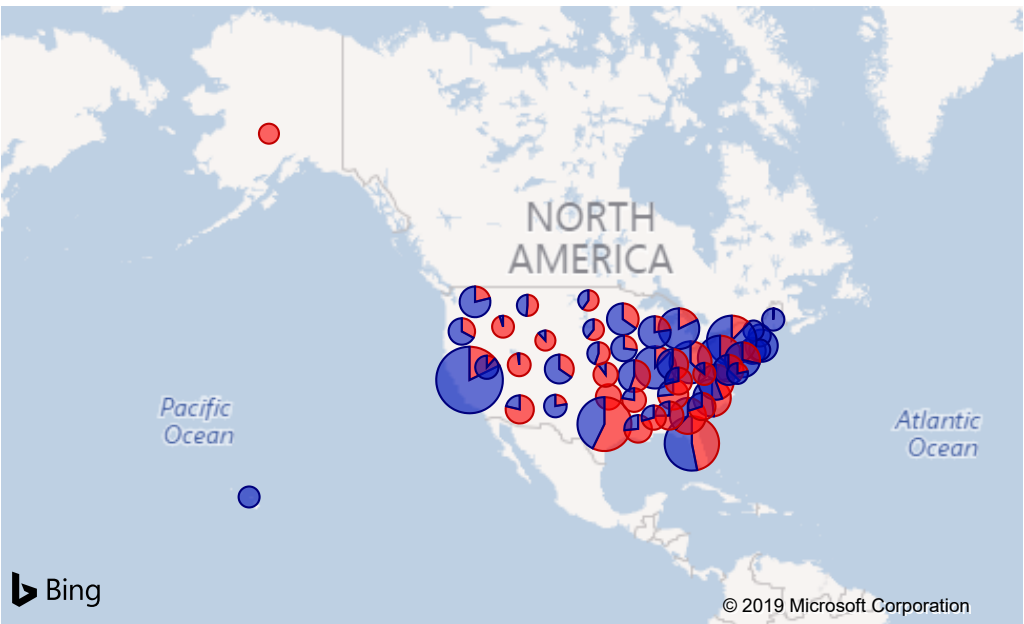 NORTH
AMERICA
Pacific
Ocean
Atlantic
Ocean
Bing
© 2019 Microsoft Corporation